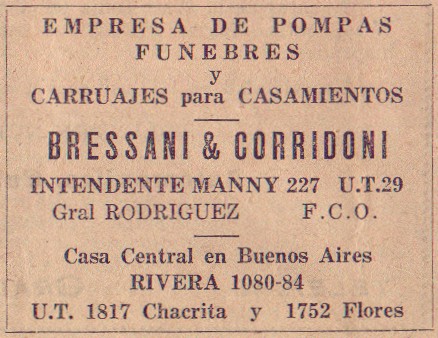 EMPRESA DE POMPAS
FUNEBRES
y
CARRUAJES para CASAMIENTOS
BRESSANI & CORRIDONI
INTENDENTE MANNY 227 U.T.29
Gral RODRIGUEZ F.C.O.
Casa Central en Buenos Aires
RIVERA 1080-84
U.T. 1817 Chacrita y 1752 Flores